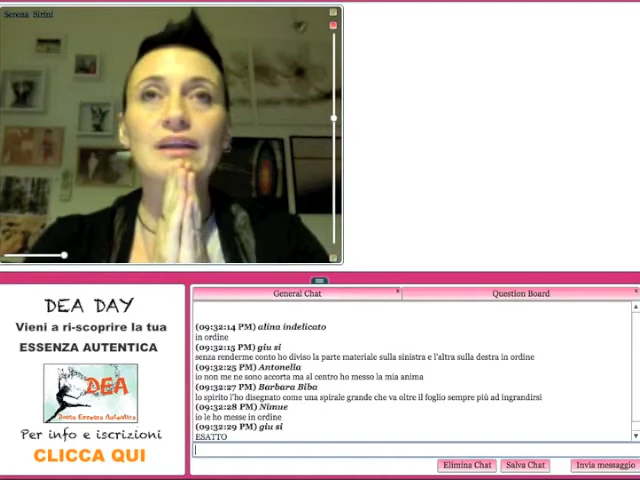 Serena Sirini
DEA DAY
Vieni a ri-scoprire la tua
ESSENZA AUTENTICA
DEA
Donna Essenza Autentica
Per info e iscrizioni
CLICCA QUI
General Chat x
Question Board x
(09:32:14 PM) alina indelicato
in ordine
(09:32:15 PM) giu si
senza renderme conto ho diviso la parte materiale sulla sinistra e l'altra sulla destra in ordine
(09:32:25 PM) Antonella
io non me ne sono accorta ma al centro ho messo la mia anima
(09:32:27 PM) Barbara Biba
lo spirito l'ho disegnato come una spirale grande che va oltre il foglio sempre più ad ingrandirsi
(09:32:28 PM) Nimue
io le ho messe in ordine
(09:32:29 PM) giu si
ESATTO
Elimina Chat
Salva Chat
Invia messaggio